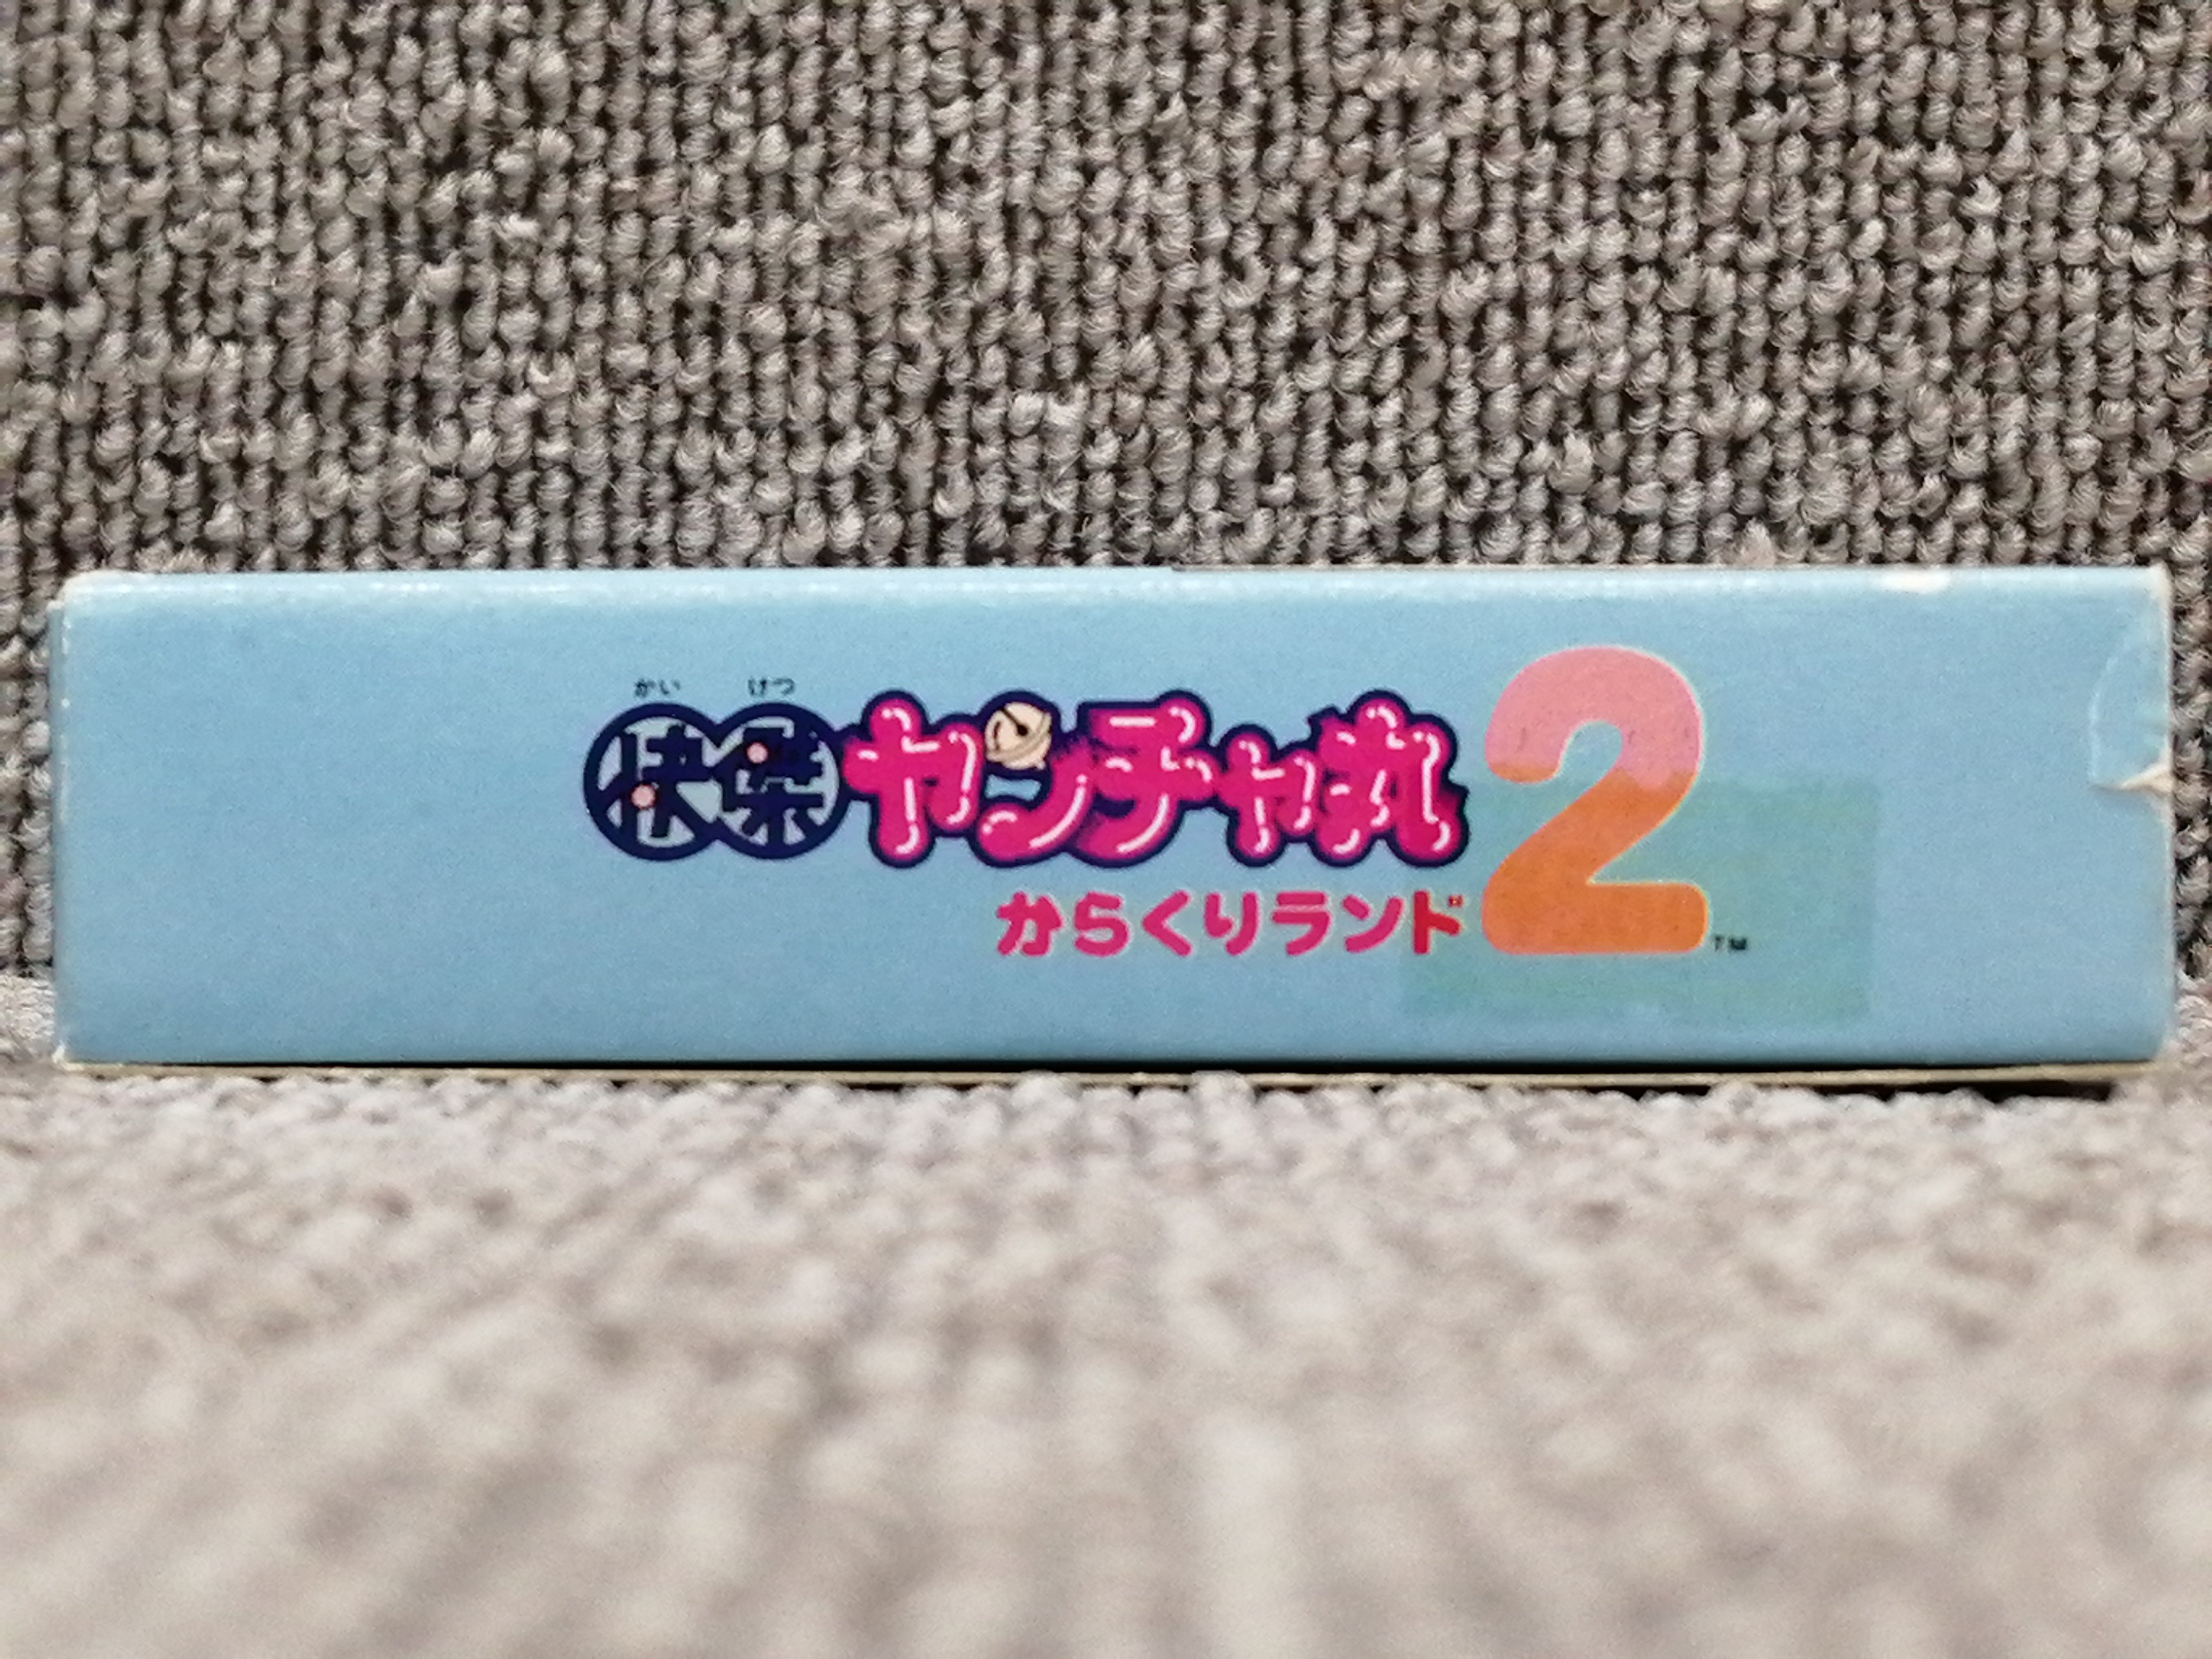 かい けつ
快傑ヤンチャ丸2
からくりランド
TM